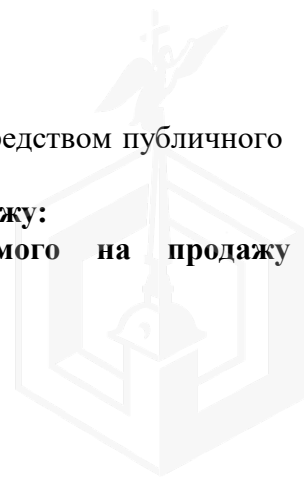 редством публичного
жу:
мого на продажу